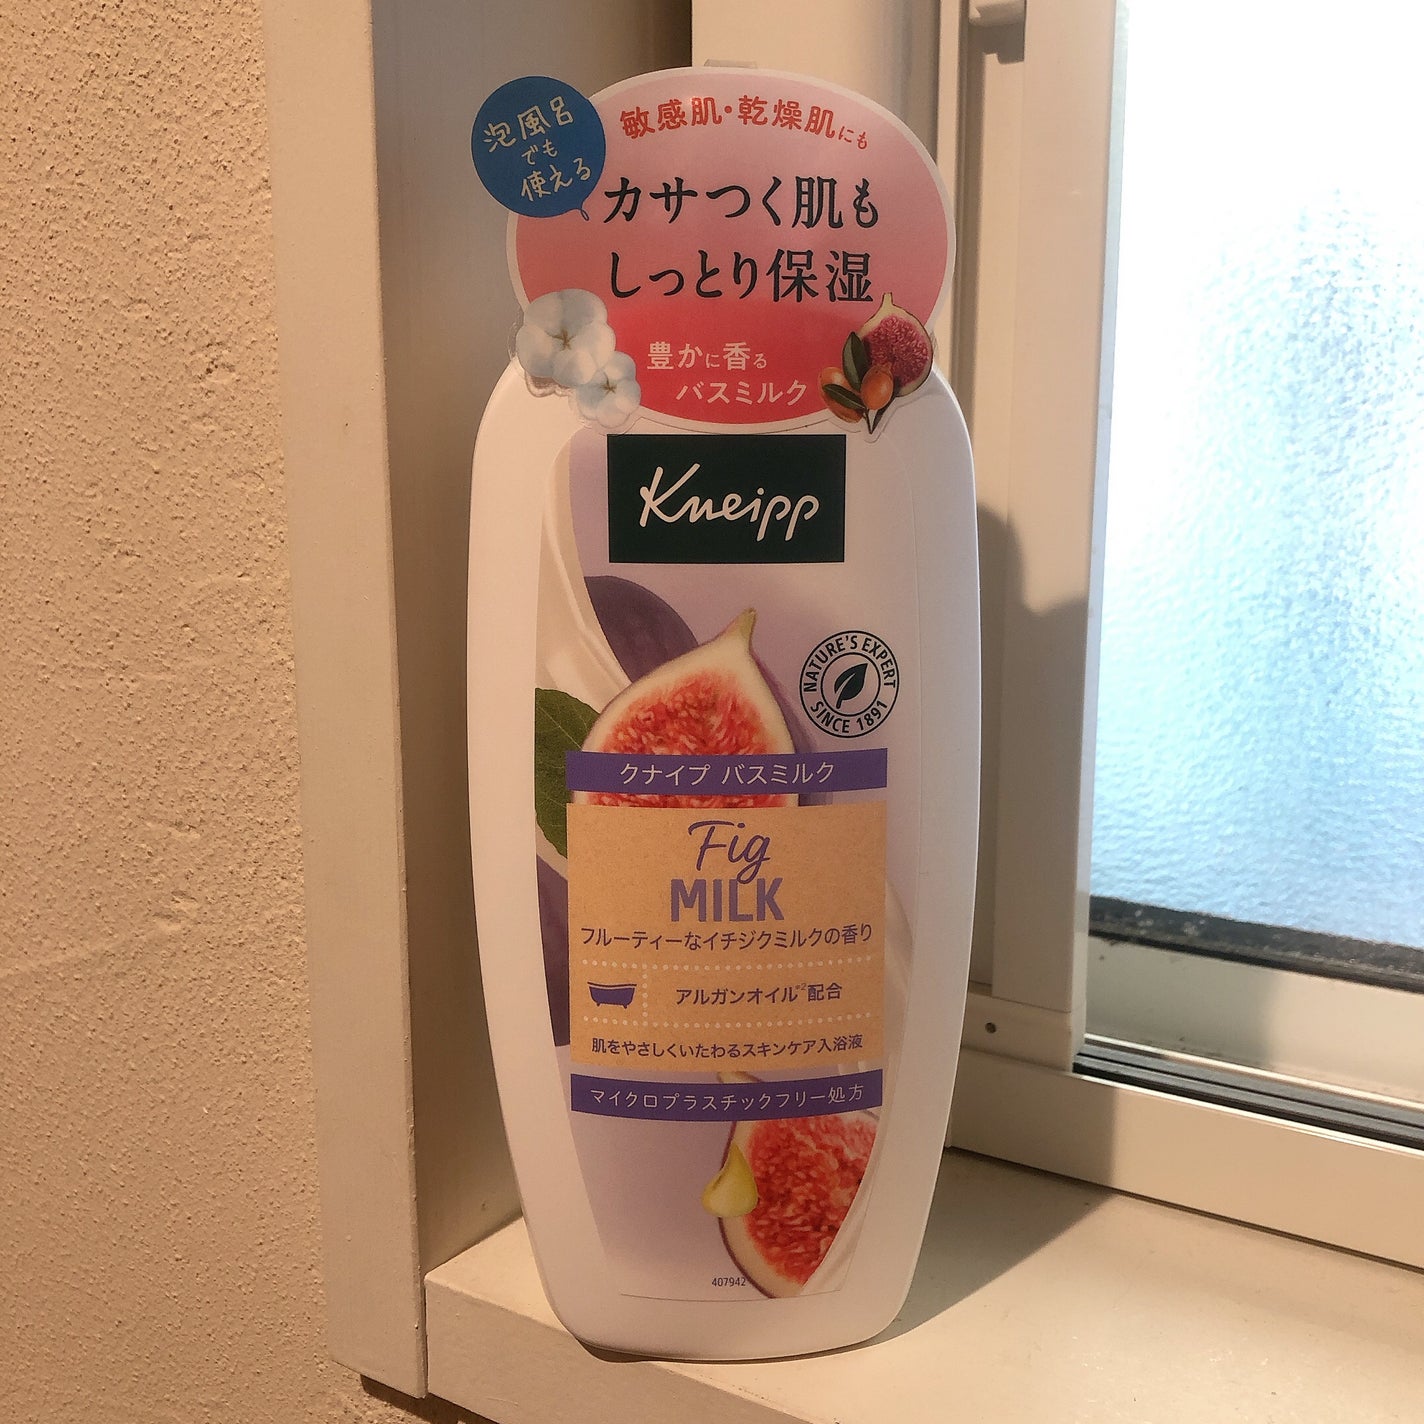 泡風呂
でも
使える
敏感肌・乾燥肌にも
カサつく肌も
しっとり保湿
豊かに香る
バスミルク
Kneipp
NATURE'S EXPERT
SINCE 1891
クナイプ バスミルク
Fig
MILK
フルーティーなイチジクミルクの香り
アルガンオイル※2配合
肌をやさしくいたわるスキンケア入浴液
マイクロプラスチックフリー処方
407942